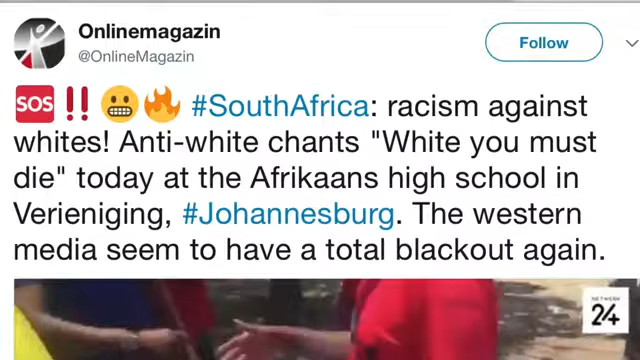 Onlinemagazin
@OnlineMagazin
Follow
🆘‼️😬🔥 #SouthAfrica: racism against
whites! Anti-white chants "White you must
die" today at the Afrikaans high school in
Verieniging, #Johannesburg. The western
media seem to have a total blackout again.
NETWERK
24